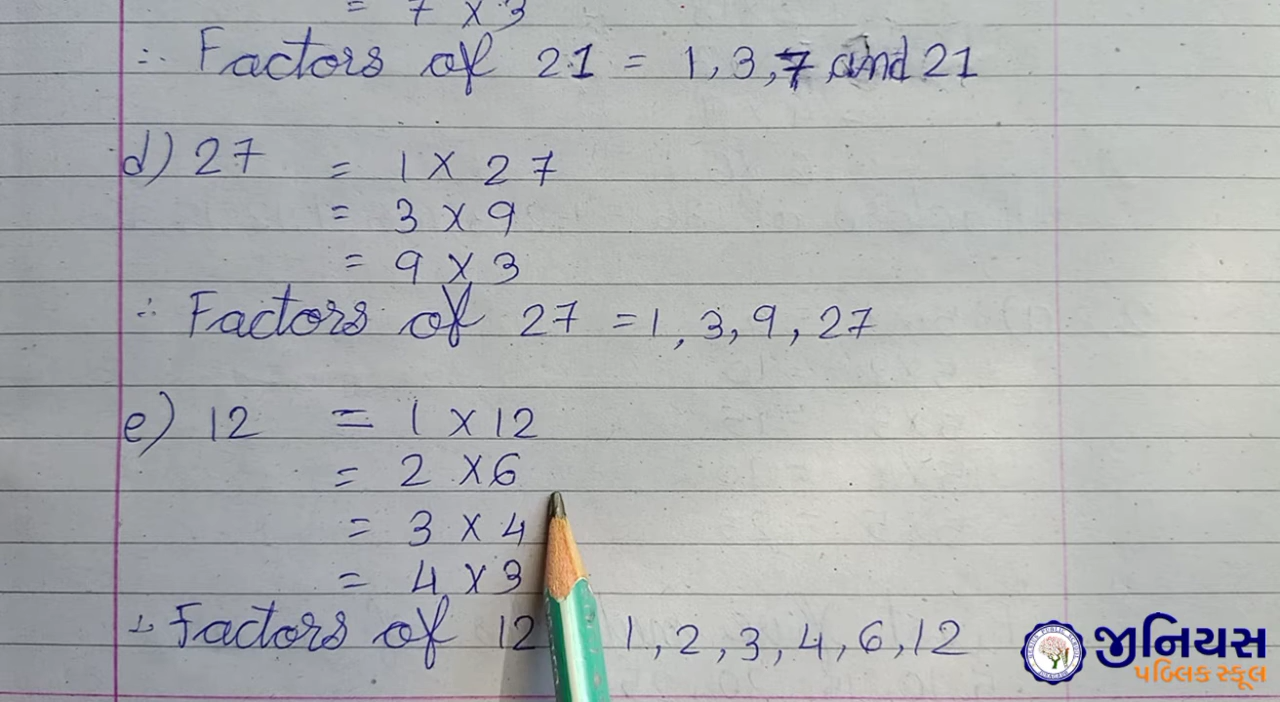 = 7 × 3
∴ Factors of 21 = 1, 3, 7 and 21
d) 27 = 1 × 27
= 3 × 9
= 9 × 3
∴ Factors of 27 = 1, 3, 9, 27
e) 12 = 1 × 12
= 2 × 6
= 3 × 4
= 4 × 3
∴ Factors of 12 1, 2, 3, 4, 6, 12
જીનિયસ
પબ્લિક સ્કૂલ